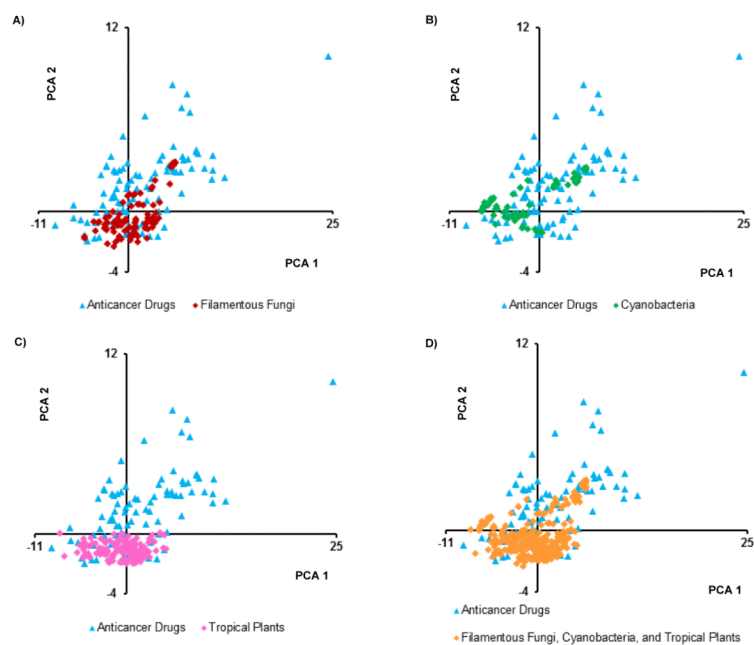 A)
12
PCA 2
-11
25
-4
PCA 1
Anticancer Drugs
Filamentous Fungi
B)
12
PCA 2
-11
25
-4
PCA 1
Anticancer Drugs
Cyanobacteria
C)
12
PCA 2
-11
25
-4
PCA 1
Anticancer Drugs
Tropical Plants
D)
12
PCA 2
-11
25
-4
PCA 1
Anticancer Drugs
Filamentous Fungi, Cyanobacteria, and Tropical Plants